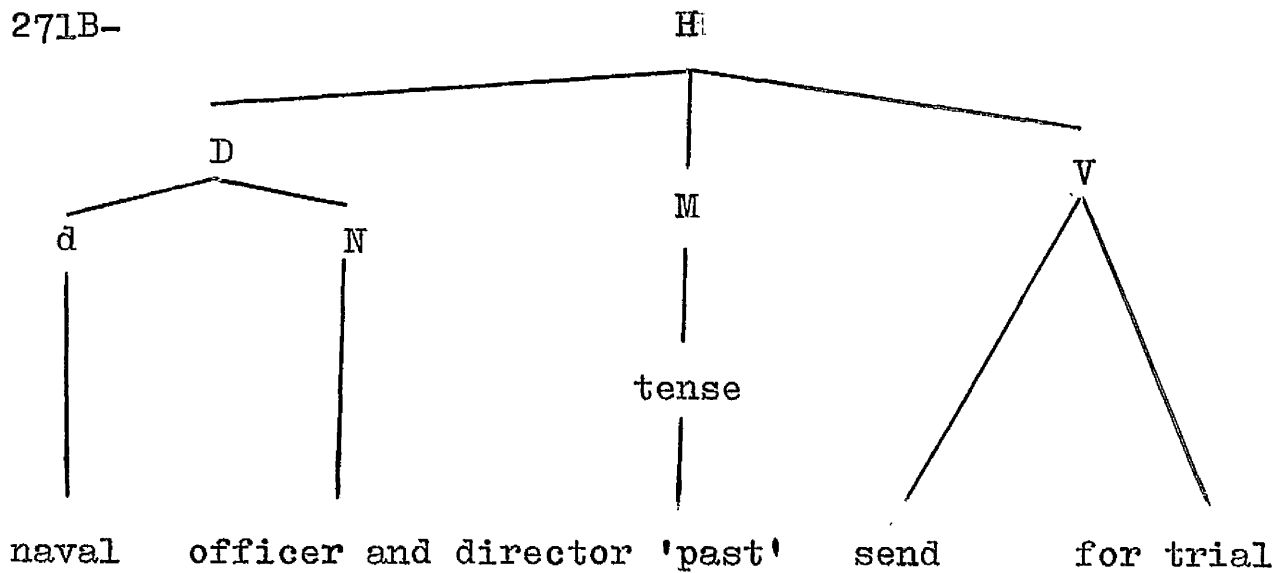 271B-
H
D
V
M
d N
tense
naval officer and director 'past' send for trial